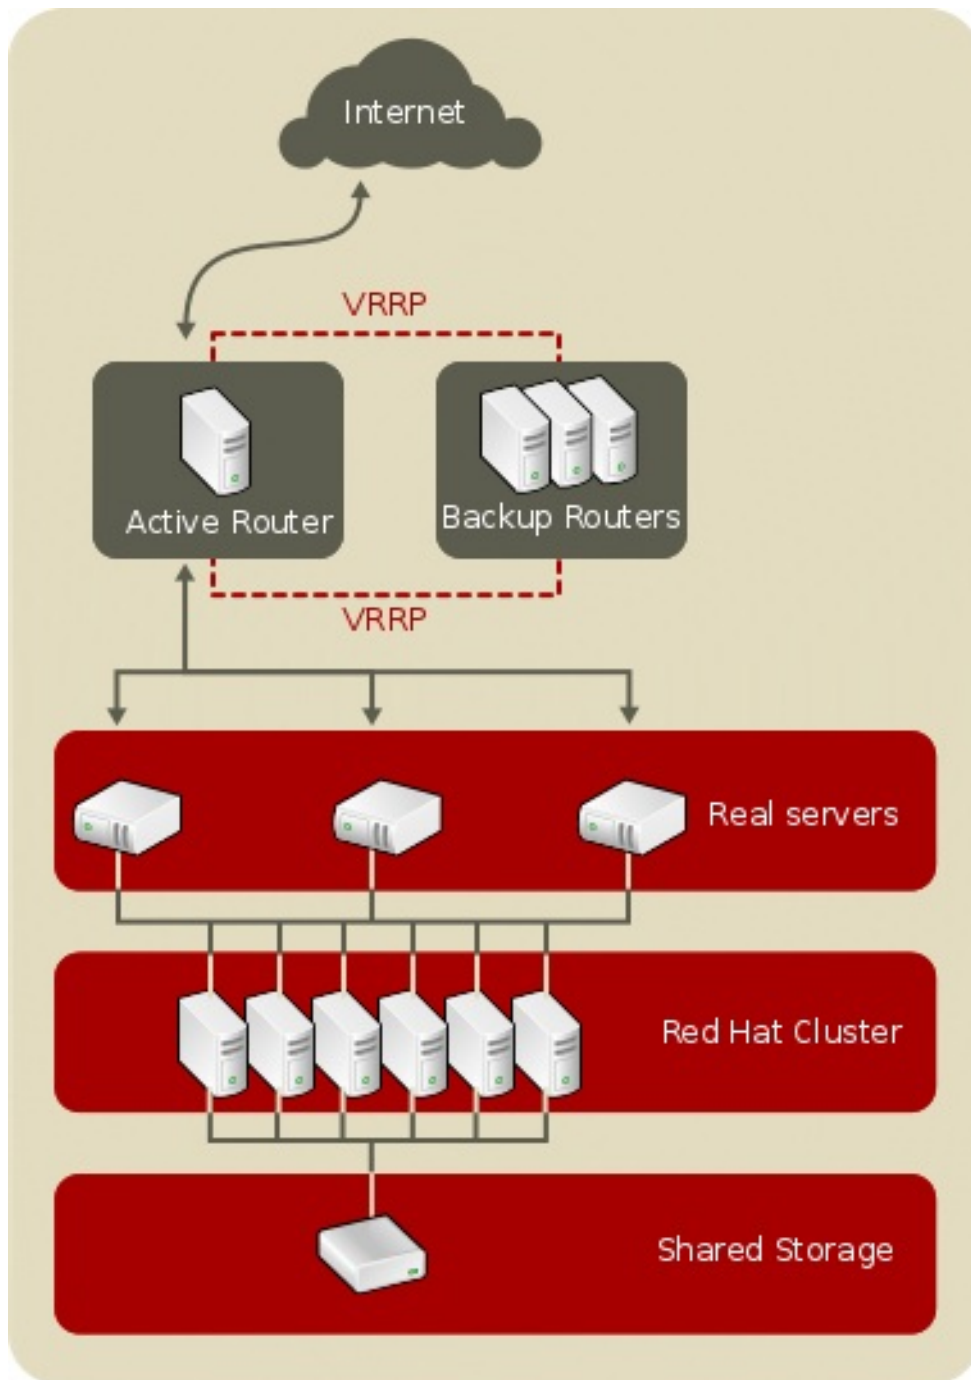 Internet
VRRP
Active Router
Backup Routers
VRRP
Real servers
Red Hat Cluster
Shared Storage